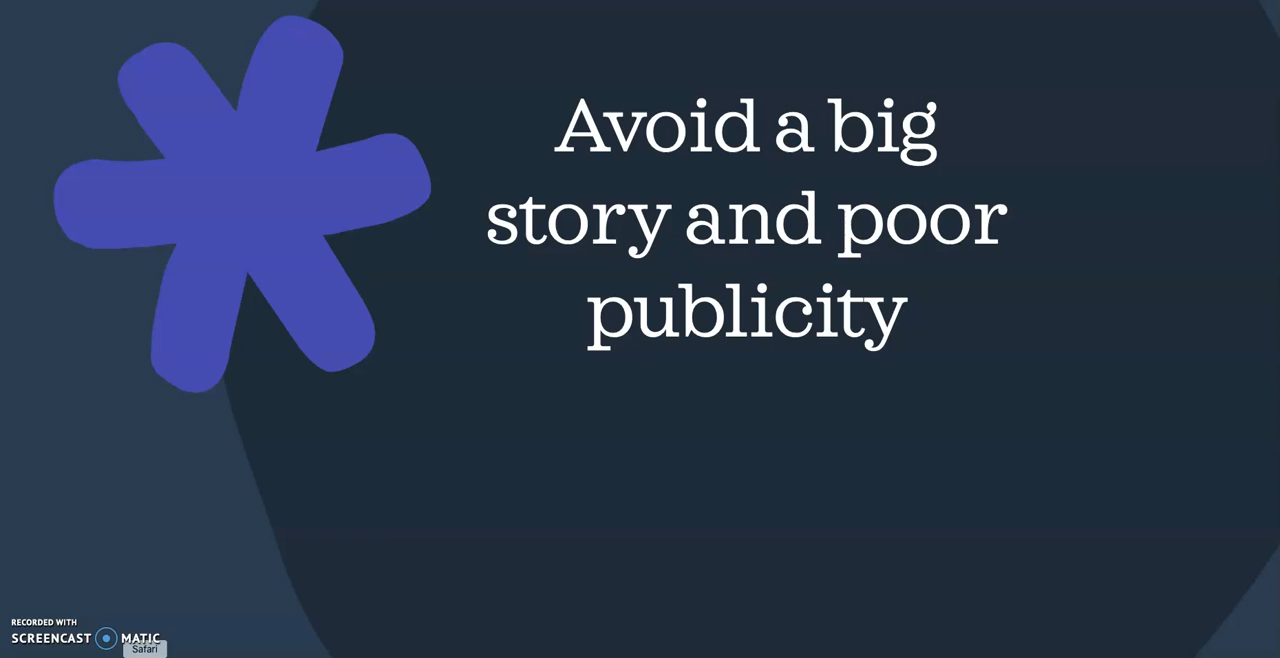 Avoid a big
story and poor
publicity
RECORDED WITH
SCREENCAST MATIC
Safari